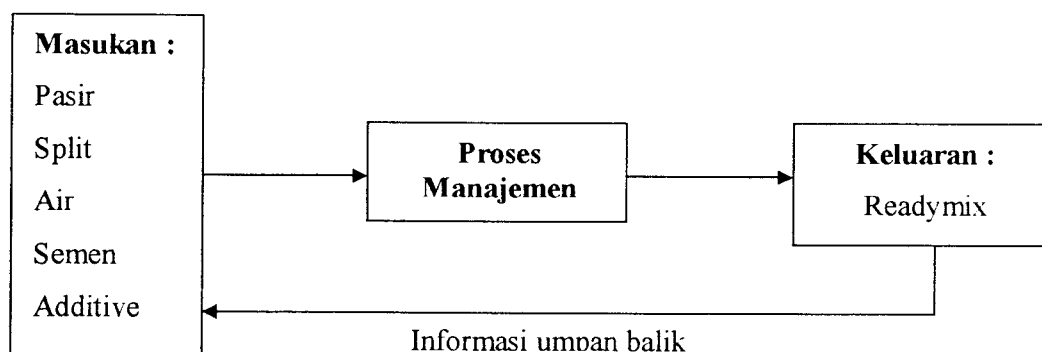 Masukan :
Pasir
Split
Air
Semen
Additive
Proses
Manajemen
Keluaran :
Readymix
Informasi umpan balik